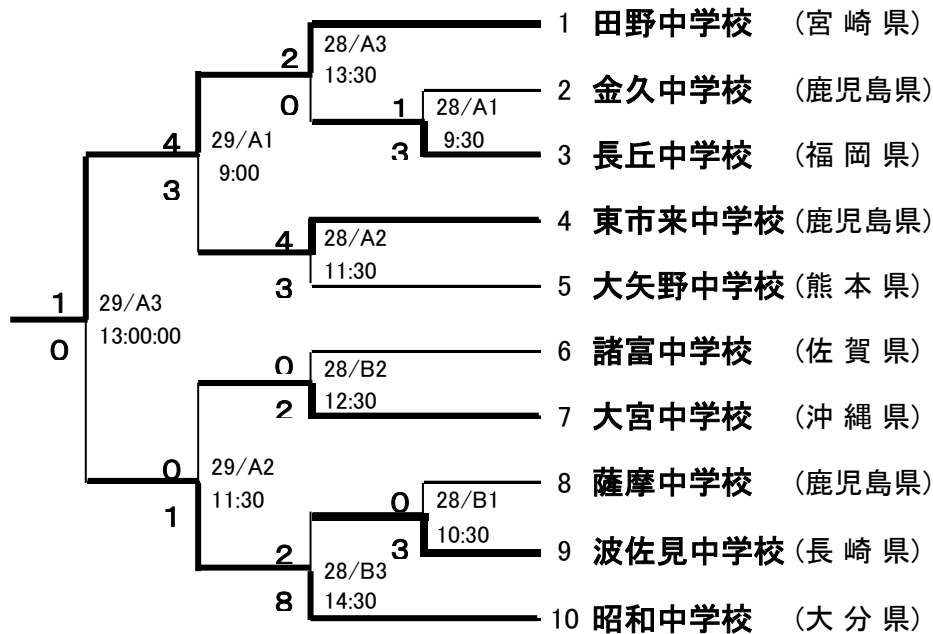 1 田野中学校 (宮崎県)
2 28/A3
13:30
2 金久中学校 (鹿児島県)
0 1 28/A1
4 29/A1 3 9:30 3 長丘中学校 (福岡県)
9:00
3
4 東市来中学校 (鹿児島県)
4 28/A2
11:30
3 5 大矢野中学校 (熊本県)
1 29/A3
0 13:00:00
6 諸富中学校 (佐賀県)
0 28/B2
12:30
2 7 大宮中学校 (沖縄県)
0 29/A2
11:30
8 薩摩中学校 (鹿児島県)
1 0 28/B1
10:30
3 9 波佐見中学校 (長崎県)
2 28/B3
14:30
8 10 昭和中学校 (大分県)